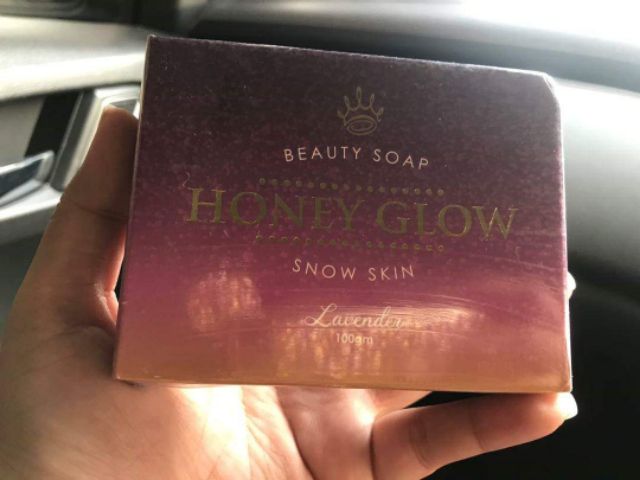 BEAUTY SOAP
HONEY GLOW
SNOW SKIN
Lavender
100gm